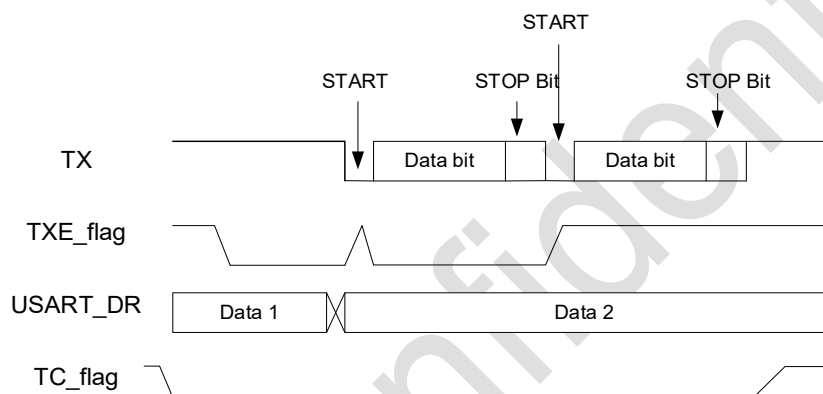 START
START STOP Bit STOP Bit
TX Data bit Data bit
TXE_flag
USART_DR Data 1 Data 2
TC_flag